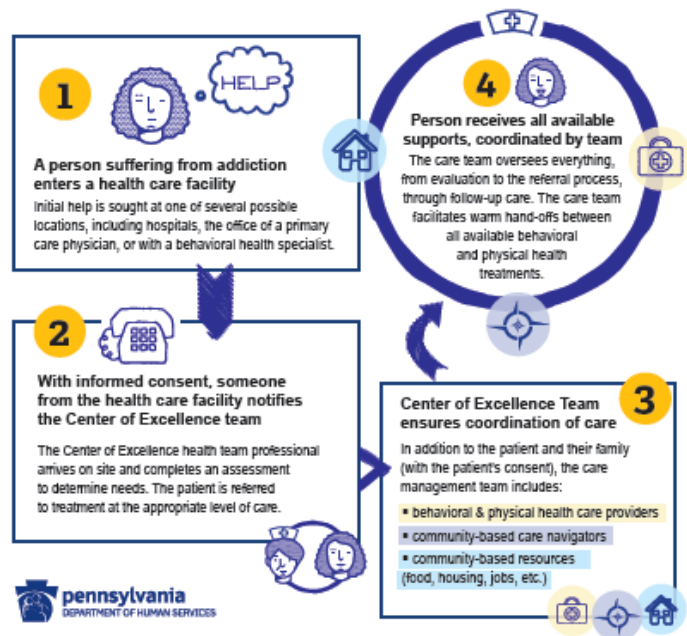 1
HELP
A person suffering from addiction
enters a health care facility
Initial help is sought at one of several possible
locations, including hospitals, the office of a primary
care physician, or with a behavioral health specialist.
2
With informed consent, someone
from the health care facility notifies
the Center of Excellence team
The Center of Excellence health team professional
arrives on site and completes an assessment
to determine needs. The patient is referred
to treatment at the appropriate level of care.
3
Center of Excellence Team
ensures coordination of care
In addition to the patient and their family
(with the patient's consent), the care
management team includes:
▪ behavioral & physical health care providers
▪ community-based care navigators
▪ community-based resources
(food, housing, jobs, etc.)
4
Person receives all available
supports, coordinated by team
The care team oversees everything,
from evaluation to the referral process,
through follow-up care. The care team
facilitates warm hand-offs between
all available behavioral
and physical health
treatments.
pennsylvania
DEPARTMENT OF HUMAN SERVICES